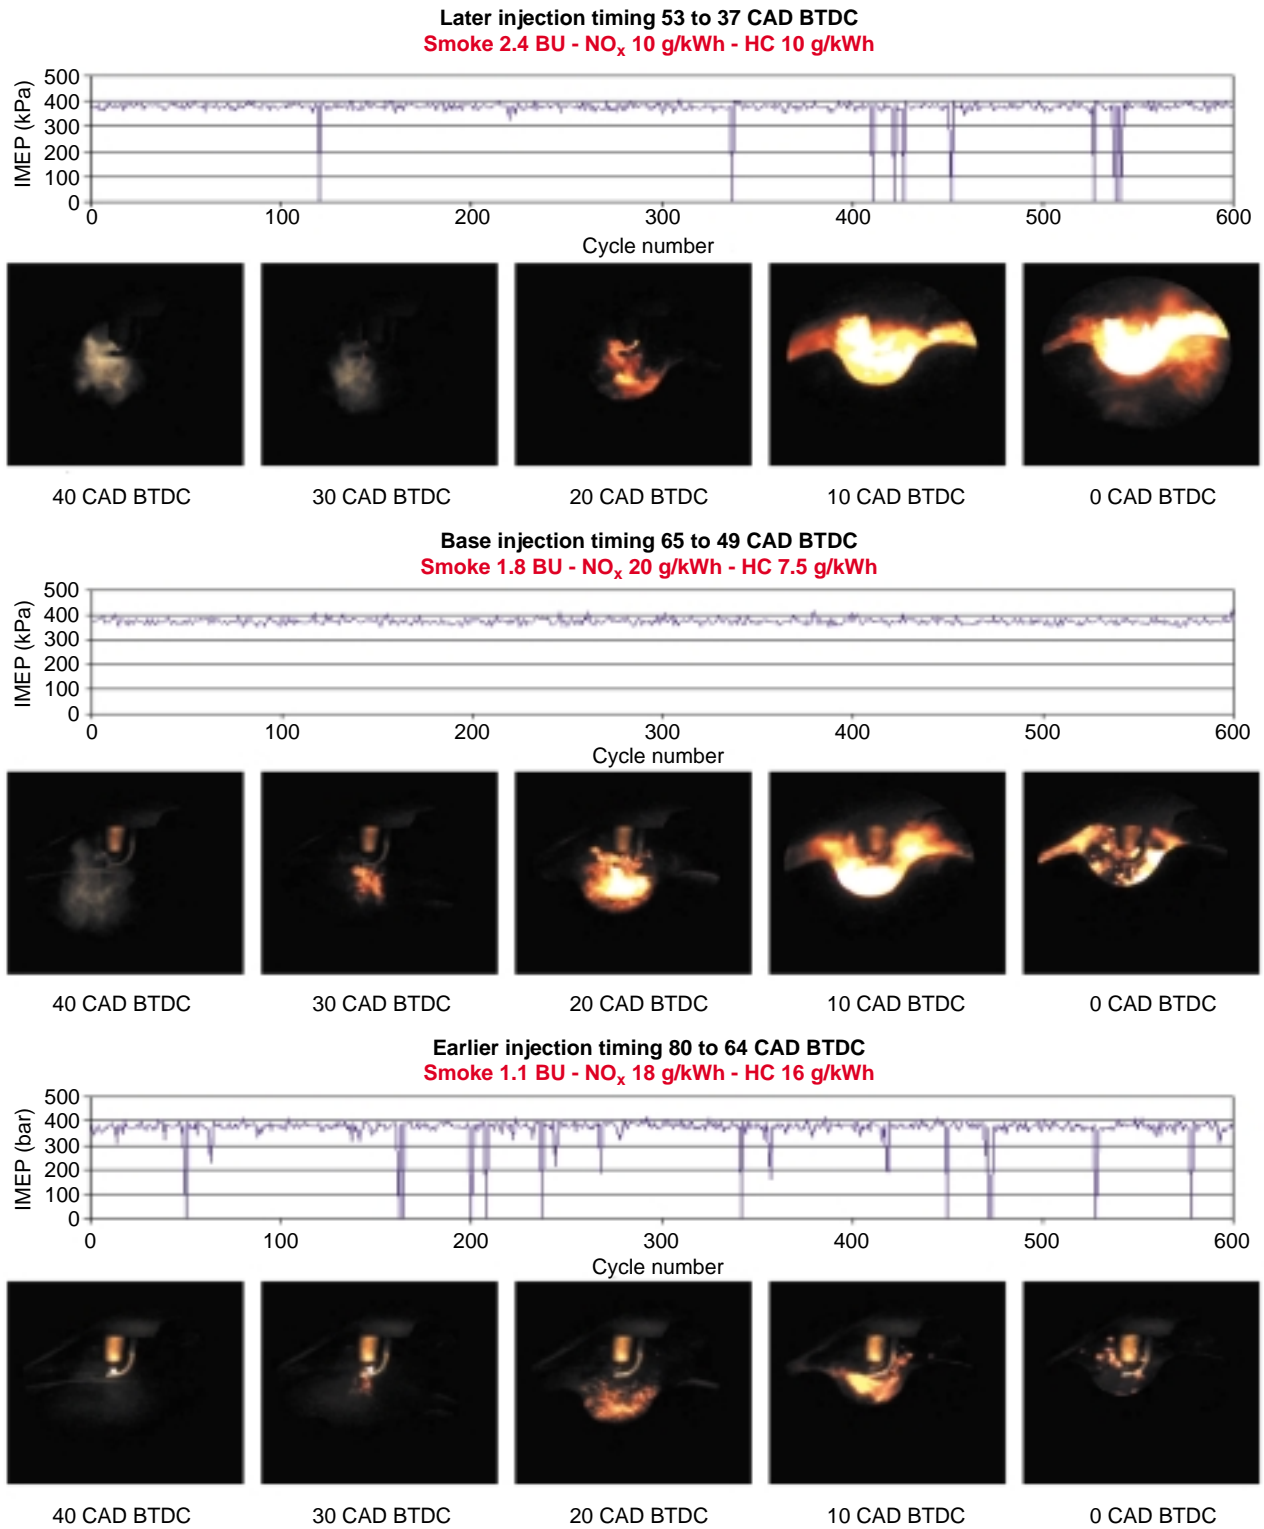 Later injection timing 53 to 37 CAD BTDC
Smoke 2.4 BU - NOx 10 g/kWh - HC 10 g/kWh
IMEP (kPa)
500
400
300
200
100
0
0 100 200 300 400 500 600
Cycle number
40 CAD BTDC 30 CAD BTDC 20 CAD BTDC 10 CAD BTDC 0 CAD BTDC
Base injection timing 65 to 49 CAD BTDC
Smoke 1.8 BU - NOx 20 g/kWh - HC 7.5 g/kWh
IMEP (kPa)
500
400
300
200
100
0
0 100 200 300 400 500 600
Cycle number
40 CAD BTDC 30 CAD BTDC 20 CAD BTDC 10 CAD BTDC 0 CAD BTDC
Earlier injection timing 80 to 64 CAD BTDC
Smoke 1.1 BU - NOx 18 g/kWh - HC 16 g/kWh
IMEP (bar)
500
400
300
200
100
0
0 100 200 300 400 500 600
Cycle number
40 CAD BTDC 30 CAD BTDC 20 CAD BTDC 10 CAD BTDC 0 CAD BTDC